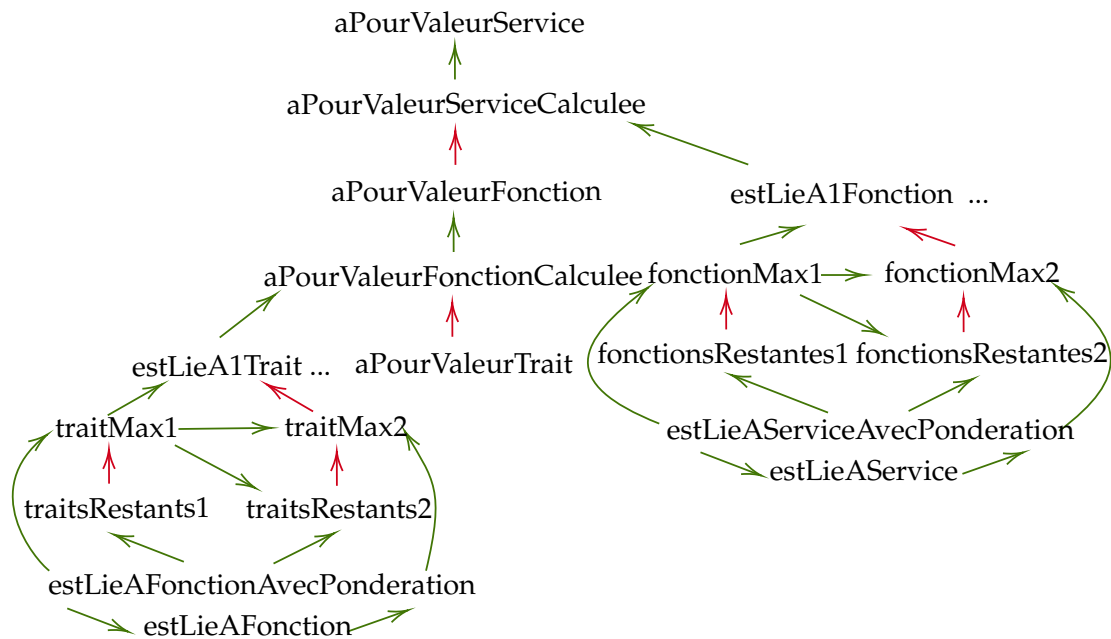 aPourValeurService
aPourValeurServiceCalculee
aPourValeurFonction
estLieA1Fonction ...
aPourValeurFonctionCalculee
fonctionMax1
fonctionMax2
estLieA1Trait ...
aPourValeurTrait
fonctionsRestantes1
fonctionsRestantes2
traitMax1
traitMax2
estLieAServiceAvecPonderation
estLieAService
traitsRestants1
traitsRestants2
estLieAFonctionAvecPonderation
estLieAFonction